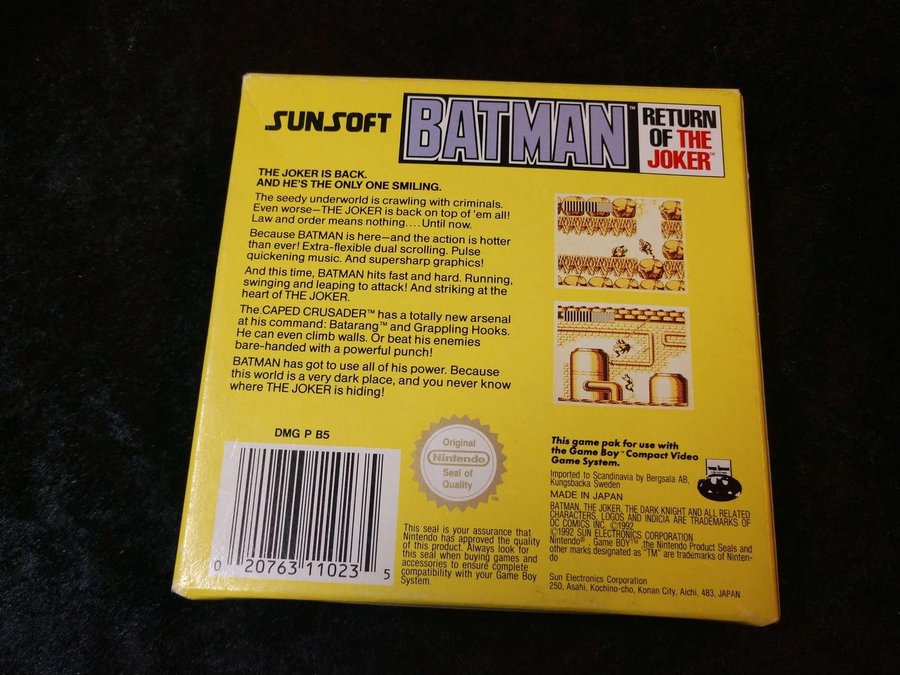 SUNSOFT
BATMAN™
RETURN
OF THE
JOKER™
THE JOKER IS BACK.
AND HE'S THE ONLY ONE SMILING.
The seedy underworld is crawling with criminals.
Even worse—THE JOKER is back on top of 'em all!
Law and order means nothing.... Until now.
Because BATMAN is here—and the action is hotter
than ever! Extra-flexible dual scrolling. Pulse
quickening music. And supersharp graphics!
And this time, BATMAN hits fast and hard. Running,
swinging and leaping to attack! And striking at the
heart of THE JOKER.
The CAPED CRUSADER™ has a totally new arsenal
at his command: Batarang™ and Grappling Hooks.
He can even climb walls. Or beat his enemies
bare-handed with a powerful punch!
BATMAN has got to use all of his power. Because
this world is a very dark place, and you never know
where THE JOKER is hiding!
DMG P B5
0 20763 11023 5
Original
Nintendo
Seal of
Quality
TM
This seal is your assurance that
Nintendo has approved the quality
of this product. Always look for
this seal when buying games and
accessories to ensure complete
compatibility with your Game Boy
System.
This game pak for use with
the Game Boy™ Compact Video
Game System.
Imported to Scandinavia by Bergsala AB,
Kungsbacka Sweden
MADE IN JAPAN
BATMAN, THE JOKER, THE DARK KNIGHT AND ALL RELATED
CHARACTERS, LOGOS AND INDICIA ARE TRADEMARKS OF
DC COMICS INC. ©1992
©1992 SUN ELECTRONICS CORPORATION
Nintendo®, Game BOY™, the Nintendo Product Seals and
other marks designated as "TM" are trademarks of Ninten-
do
Sun Electronics Corporation
250, Asahi, Kochino-cho, Konan City, Aichi, 483, JAPAN